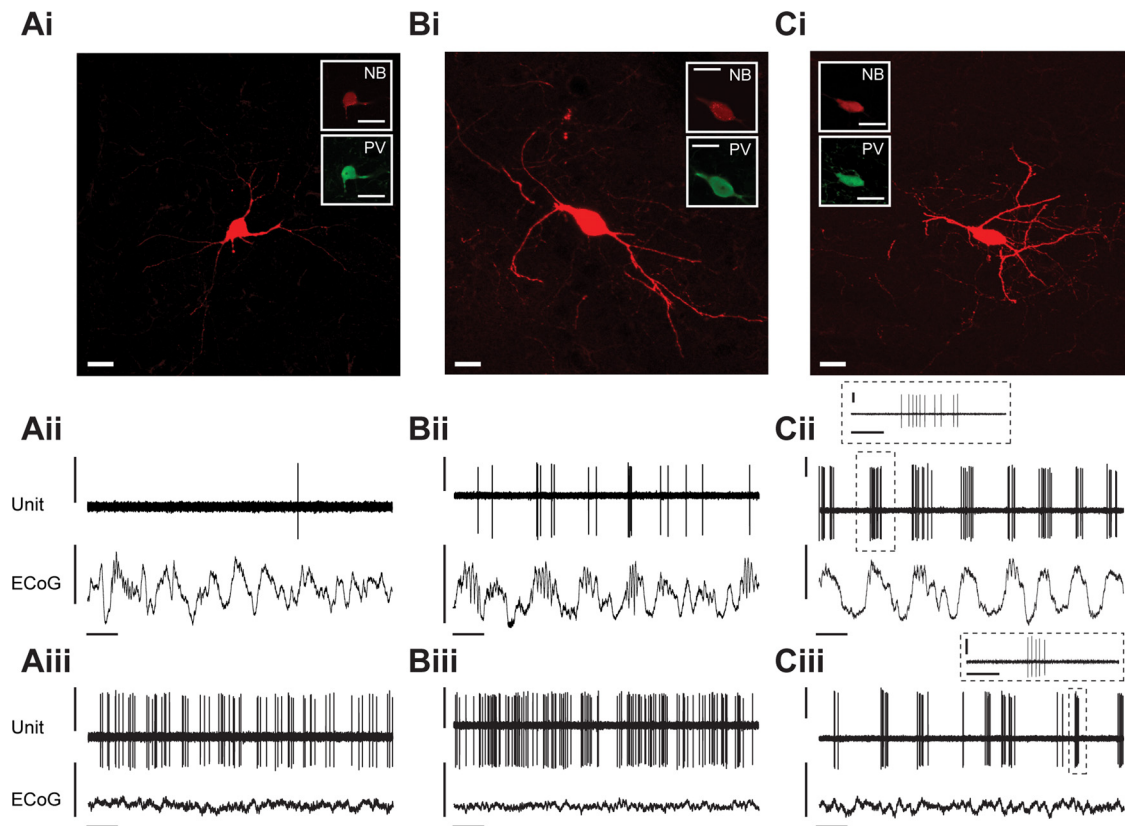 Ai
Bi
Ci
NB
NB
NB
PV
PV
PV
Aii
Bii
Cii
Unit
ECoG
Aiii
Biii
Ciii
Unit
ECoG